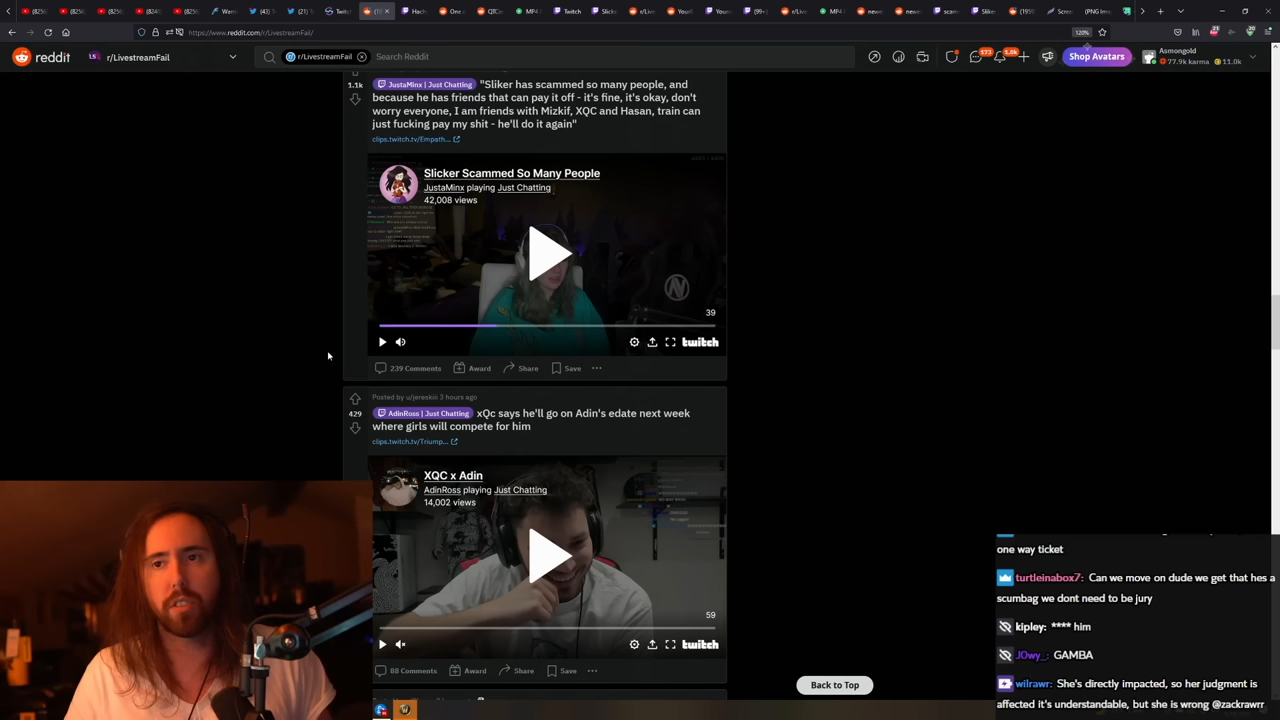 https://www.reddit.com/r/LivestreamFail/
120%
reddit
r/LivestreamFail
r/LivestreamFail
Search Reddit
173
1.0k
Shop Avatars
Asmongold
77.9k karma
11.0k
1.1k
JustaMinx | Just Chatting "Sliker has scammed so many people, and
because he has friends that can pay it off - it's fine, it's okay, don't
worry everyone, I am friends with Mizkif, XQC and Hasan, train can
just fucking pay my shit - he'll do it again"
clips.twitch.tv/Empath...
Slicker Scammed So Many People
JustaMinx playing Just Chatting
42,008 views
39
twitch
239 Comments
Award
Share
Save
Posted by u/jereskiii 3 hours ago
429
AdinRoss | Just Chatting xQc says he'll go on Adin's edate next week
where girls will compete for him
clips.twitch.tv/Triump...
XQC x Adin
AdinRoss playing Just Chatting
14,002 views
59
twitch
88 Comments
Award
Share
Save
Back to Top
one way ticket
turtleinabox7: Can we move on dude we get that hes a
scumbag we dont need to be jury
kipley: **** him
JOwy_: GAMBA
wilrawr: She's directly impacted, so her judgment is
affected it's understandable, but she is wrong @zackrawrr